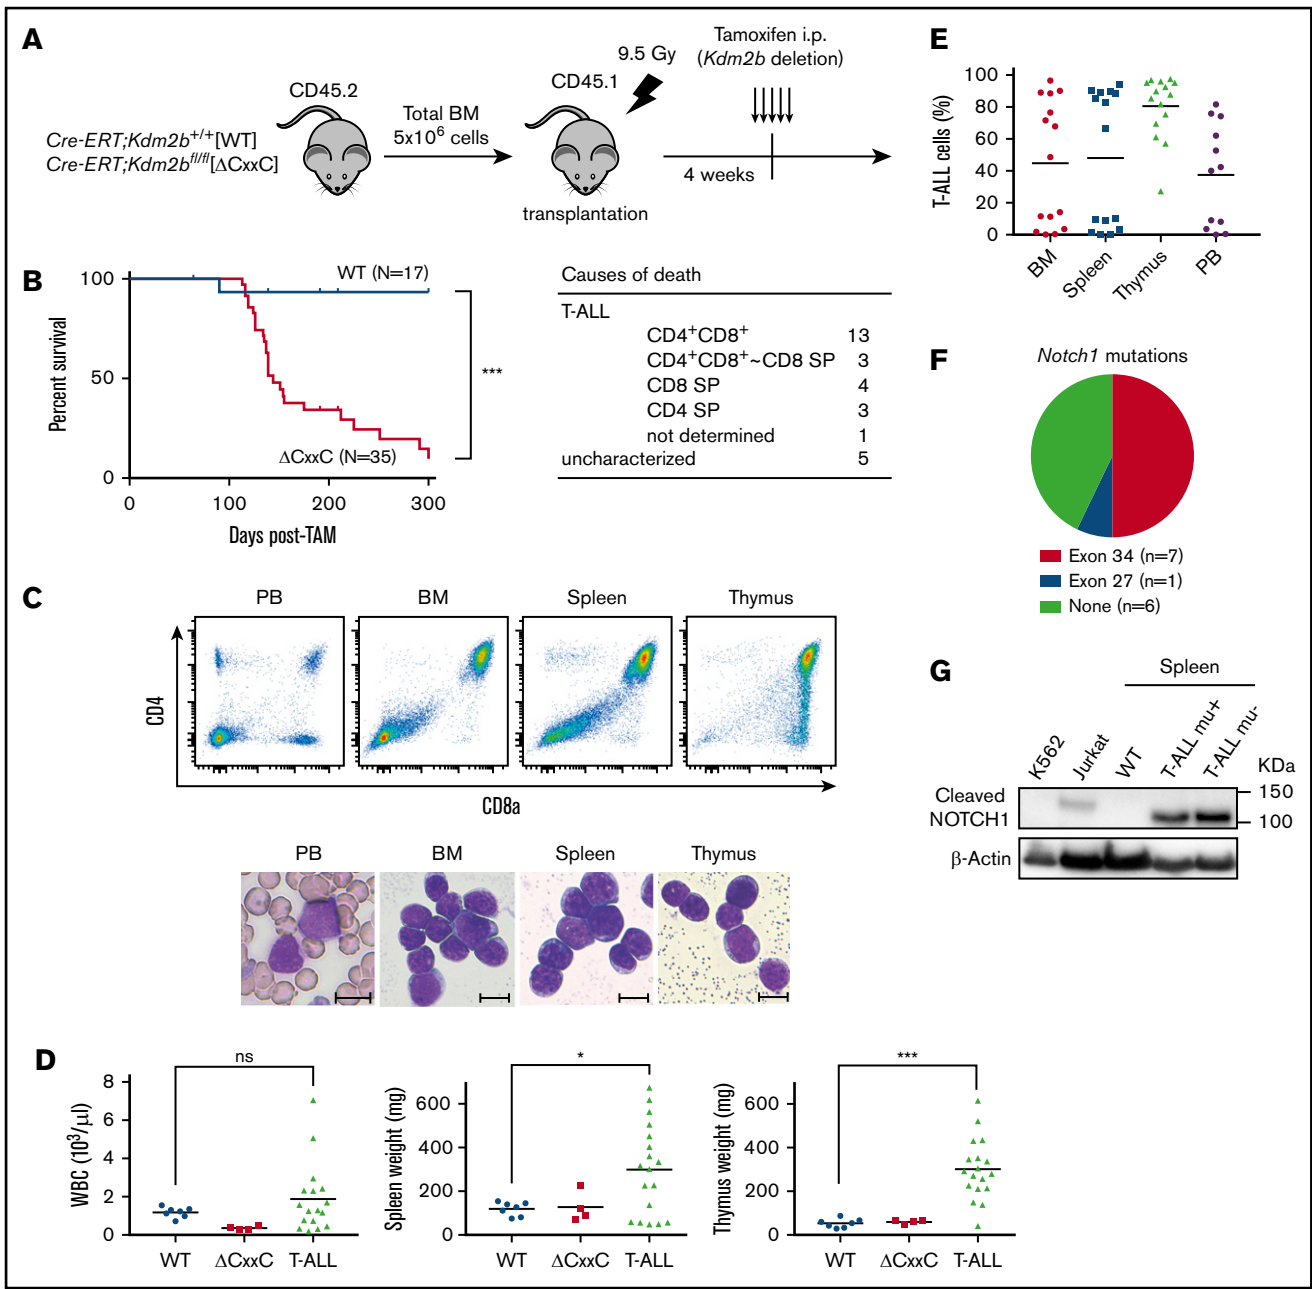 A
CD45.2
Cre-ERT;Kdm2b+/+[WT]
Cre-ERT;Kdm2bfl/fl[ΔCxxC]
Total BM
5x10⁶ cells
CD45.1
9.5 Gy
transplantation
Tamoxifen i.p.
(Kdm2b deletion)
4 weeks
B
Percent survival
100
50
0
0 100 200 300
Days post-TAM
WT (N=17)
ΔCxxC (N=35)
***
Causes of death
T-ALL
CD4⁺CD8⁺ 13
CD4⁺CD8⁺~CD8 SP 3
CD8 SP 4
CD4 SP 3
not determined 1
uncharacterized 5
C
PB BM Spleen Thymus
CD4
CD8a
PB BM Spleen Thymus
D
WBC (10³/µl)
8
6
4
2
0
ns
WT ΔCxxC T-ALL
Spleen weight (mg)
600
400
200
0
*
WT ΔCxxC T-ALL
Thymus weight (mg)
600
400
200
0
***
WT ΔCxxC T-ALL
E
T-ALL cells (%)
100
80
60
40
20
0
BM Spleen Thymus PB
F
Notch1 mutations
Exon 34 (n=7)
Exon 27 (n=1)
None (n=6)
G
Spleen
K562 Jurkat WT T-ALL mu+ T-ALL mu-
KDa
150
100
Cleaved
NOTCH1
β-Actin